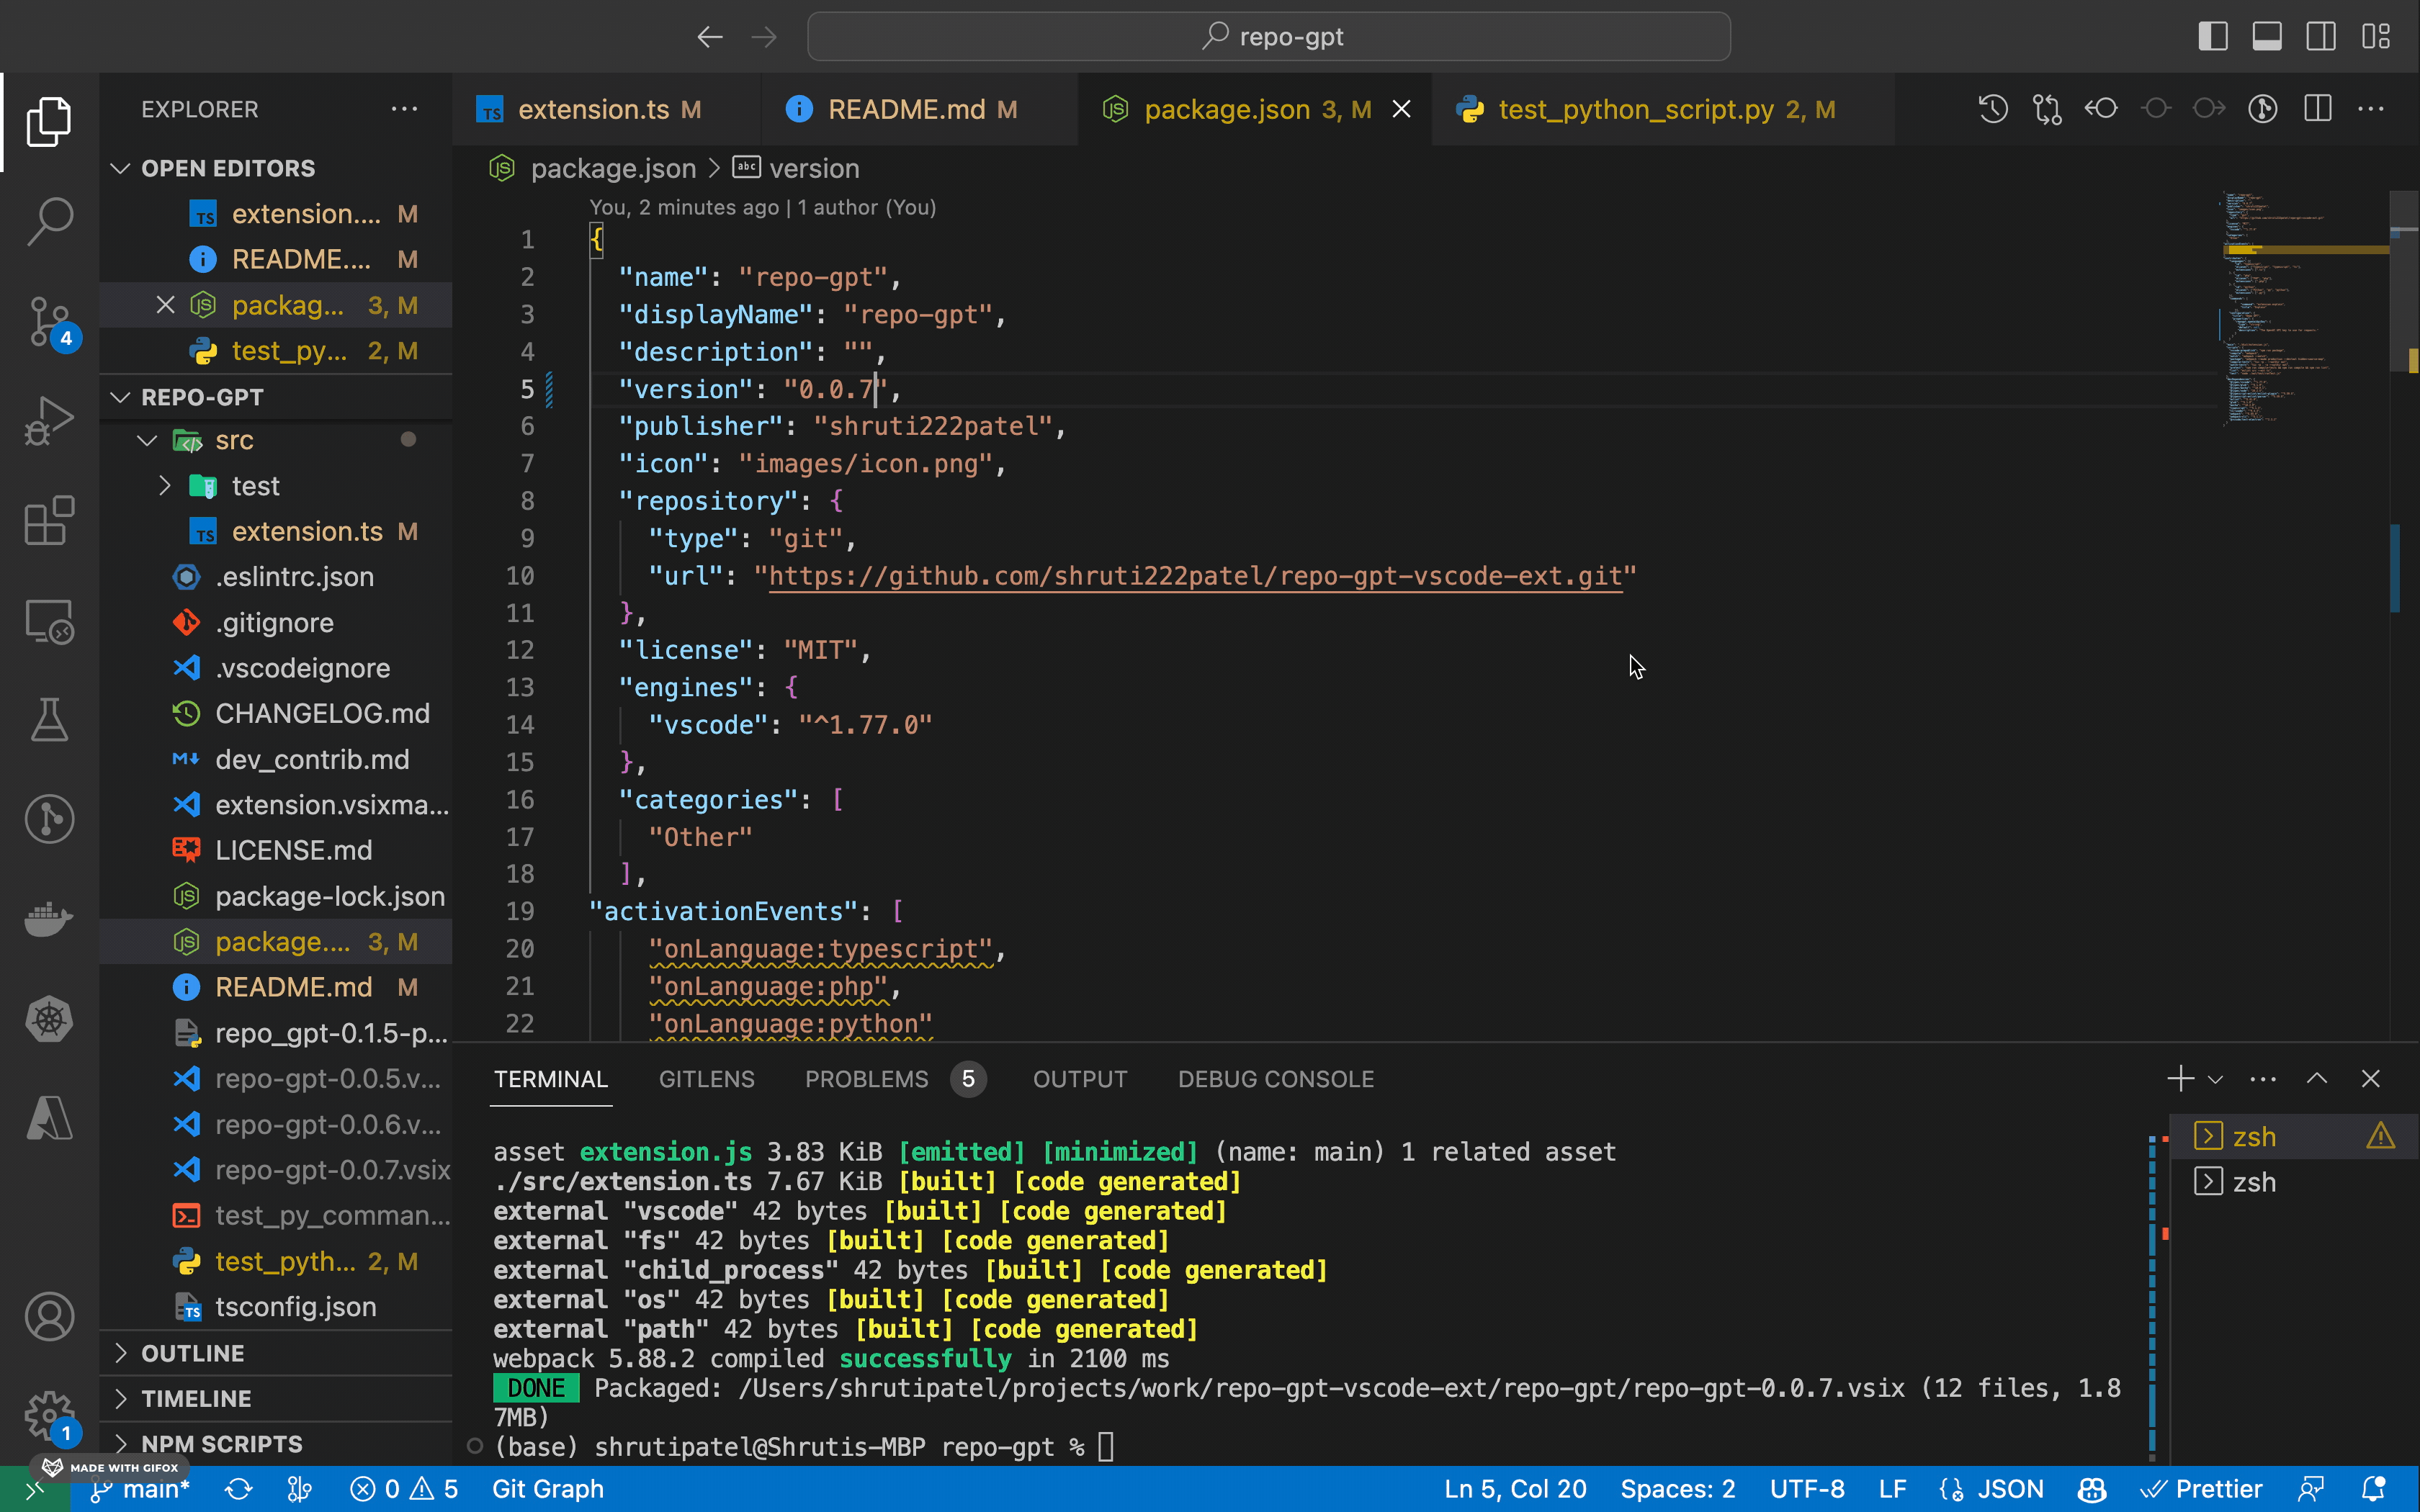 repo-gpt
EXPLORER
OPEN EDITORS
TS extension.... M
README.... M
packag... 3, M
test_py... 2, M
4
REPO-GPT
src
test
TS extension.ts M
.eslintrc.json
.gitignore
.vscodeignore
CHANGELOG.md
dev_contrib.md
extension.vsixma...
LICENSE.md
package-lock.json
package.... 3, M
README.md M
repo_gpt-0.1.5-p...
repo-gpt-0.0.5.v...
repo-gpt-0.0.6.v...
repo-gpt-0.0.7.vsix
test_py_comman...
test_pyth... 2, M
TS tsconfig.json
OUTLINE
TIMELINE
NPM SCRIPTS
1
TS extension.ts M
README.md M
package.json 3, M
test_python_script.py 2, M
package.json > abc version
You, 2 minutes ago | 1 author (You)
1 {
2 "name": "repo-gpt",
3 "displayName": "repo-gpt",
4 "description": "",
5 "version": "0.0.7",
6 "publisher": "shruti222patel",
7 "icon": "images/icon.png",
8 "repository": {
9 "type": "git",
10 "url": "https://github.com/shruti222patel/repo-gpt-vscode-ext.git"
11 },
12 "license": "MIT",
13 "engines": {
14 "vscode": "^1.77.0"
15 },
16 "categories": [
17 "Other"
18 ],
19 "activationEvents": [
20 "onLanguage:typescript",
21 "onLanguage:php",
22 "onLanguage:python"
TERMINAL GITLENS PROBLEMS 5 OUTPUT DEBUG CONSOLE
asset extension.js 3.83 KiB [emitted] [minimized] (name: main) 1 related asset
./src/extension.ts 7.67 KiB [built] [code generated]
external "vscode" 42 bytes [built] [code generated]
external "fs" 42 bytes [built] [code generated]
external "child_process" 42 bytes [built] [code generated]
external "os" 42 bytes [built] [code generated]
external "path" 42 bytes [built] [code generated]
webpack 5.88.2 compiled successfully in 2100 ms
DONE Packaged: /Users/shrutipatel/projects/work/repo-gpt-vscode-ext/repo-gpt/repo-gpt-0.0.7.vsix (12 files, 1.8
7MB)
(base) shrutipatel@Shrutis-MBP repo-gpt %
zsh
zsh
MADE WITH GIFOX
main* 0 5 Git Graph Ln 5, Col 20 Spaces: 2 UTF-8 LF JSON Prettier